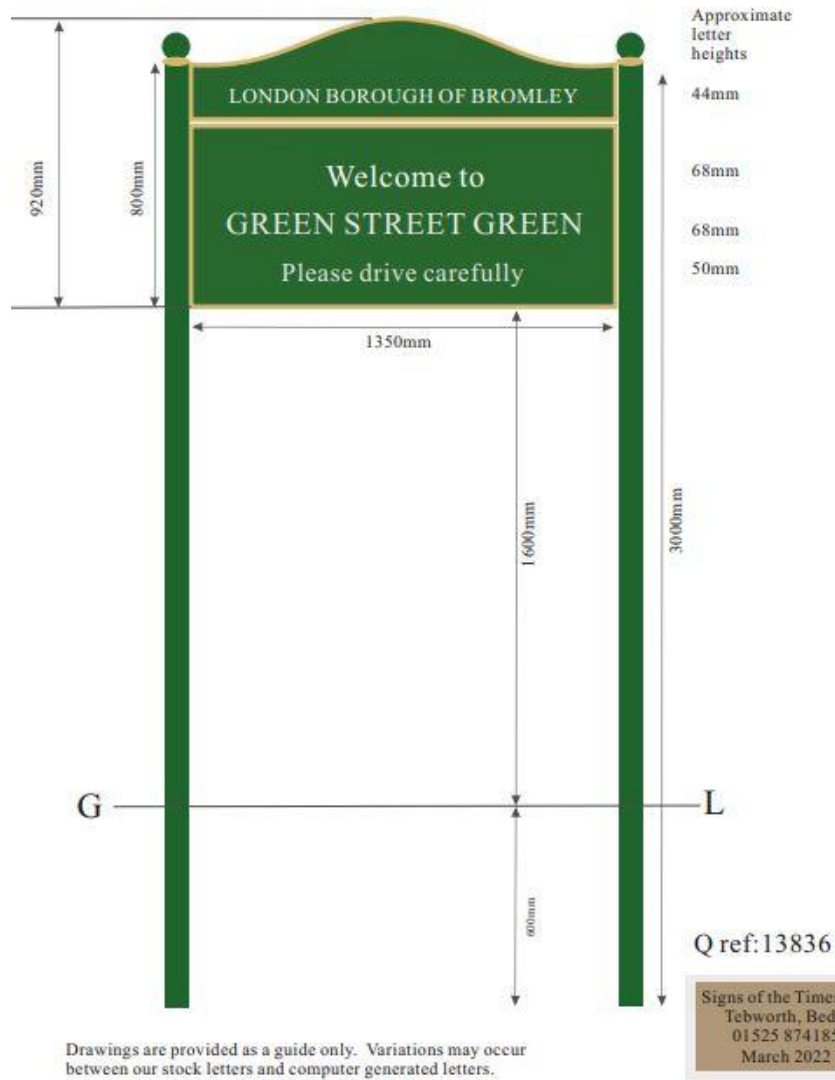 Approximate
letter
heights
44mm
68mm
68mm
50mm
920mm
800mm
LONDON BOROUGH OF BROMLEY
Welcome to
GREEN STREET GREEN
Please drive carefully
1350mm
1600mm
3000mm
G
L
600mm
Q ref:13836
Signs of the Times
Tebworth, Bed
01525 874185
March 2022
Drawings are provided as a guide only. Variations may occur
between our stock letters and computer generated letters.